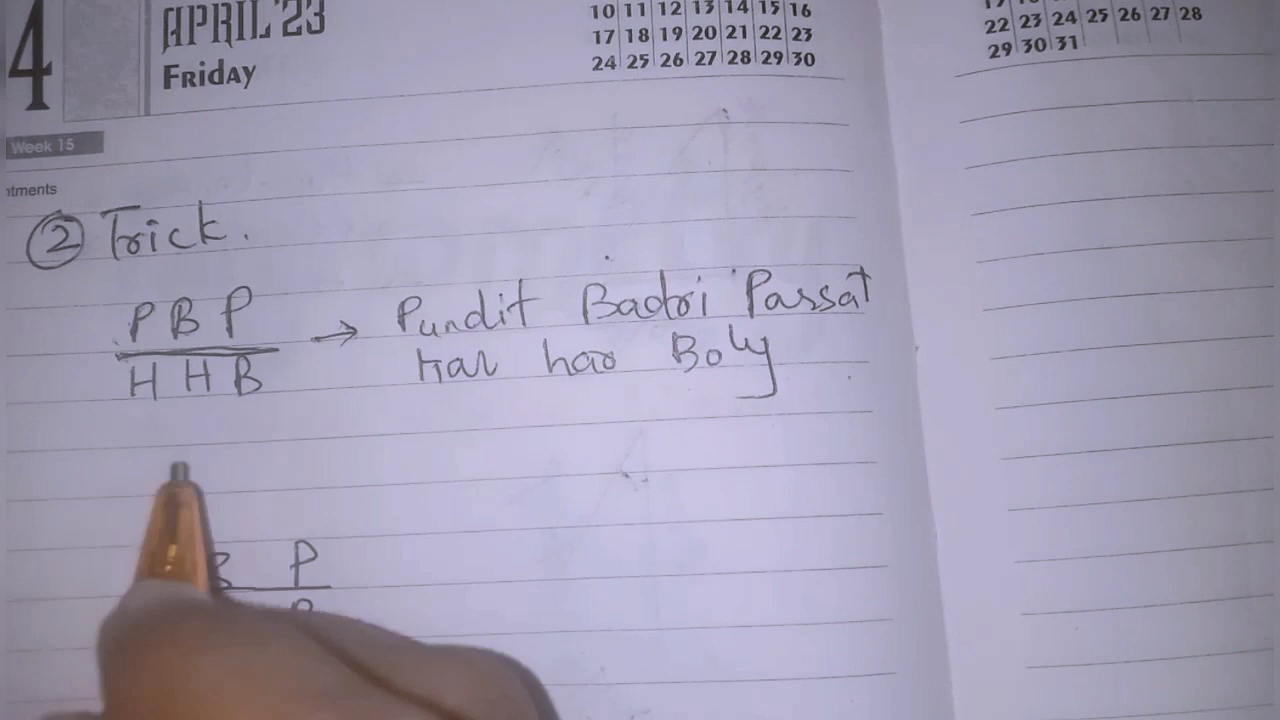 4
APRIL '23
Friday
10 11 12 13 14 15 16
17 18 19 20 21 22 23
24 25 26 27 28 29 30
22 23 24 25 26 27 28
29 30 31
Week 15
ntments
② Trick.
PBP → Pundit Badri Passat
HHB Har har Boly
B P